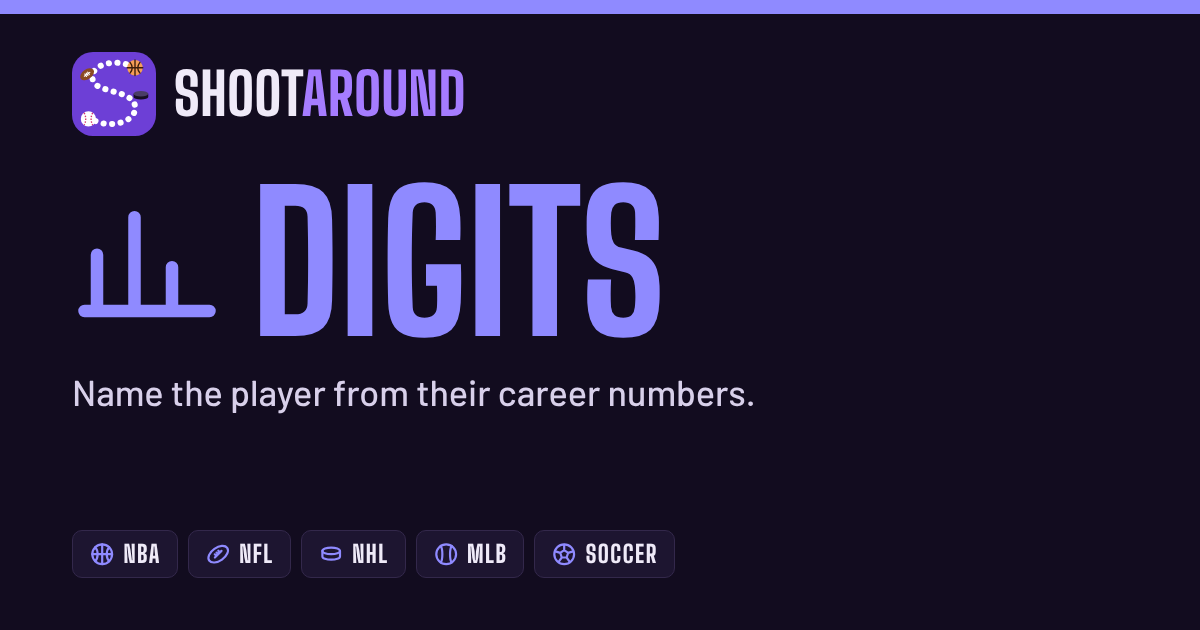 SHOOTAROUND
DIGITS
Name the player from their career numbers.
NBA NFL NHL MLB SOCCER